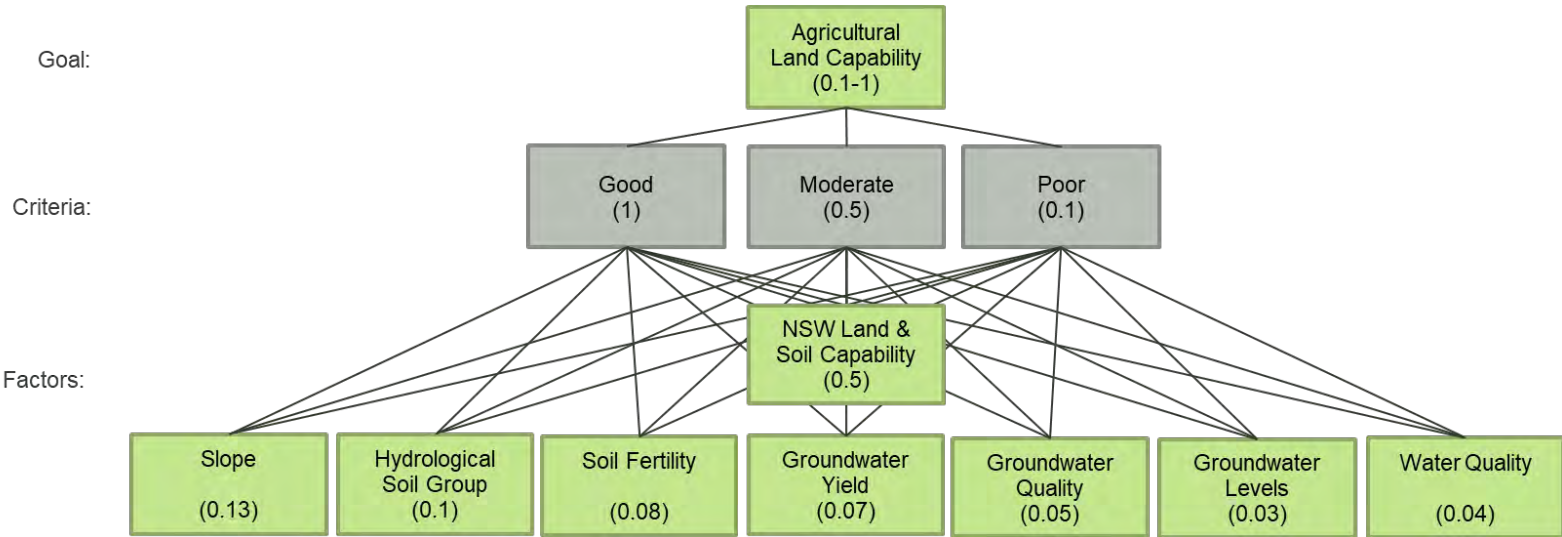 Goal:
Agricultural
Land Capability
(0.1-1)
Criteria:
Good
(1)
Moderate
(0.5)
Poor
(0.1)
Factors:
NSW Land &
Soil Capability
(0.5)
Slope
(0.13)
Hydrological
Soil Group
(0.1)
Soil Fertility
(0.08)
Groundwater
Yield
(0.07)
Groundwater
Quality
(0.05)
Groundwater
Levels
(0.03)
Water Quality
(0.04)